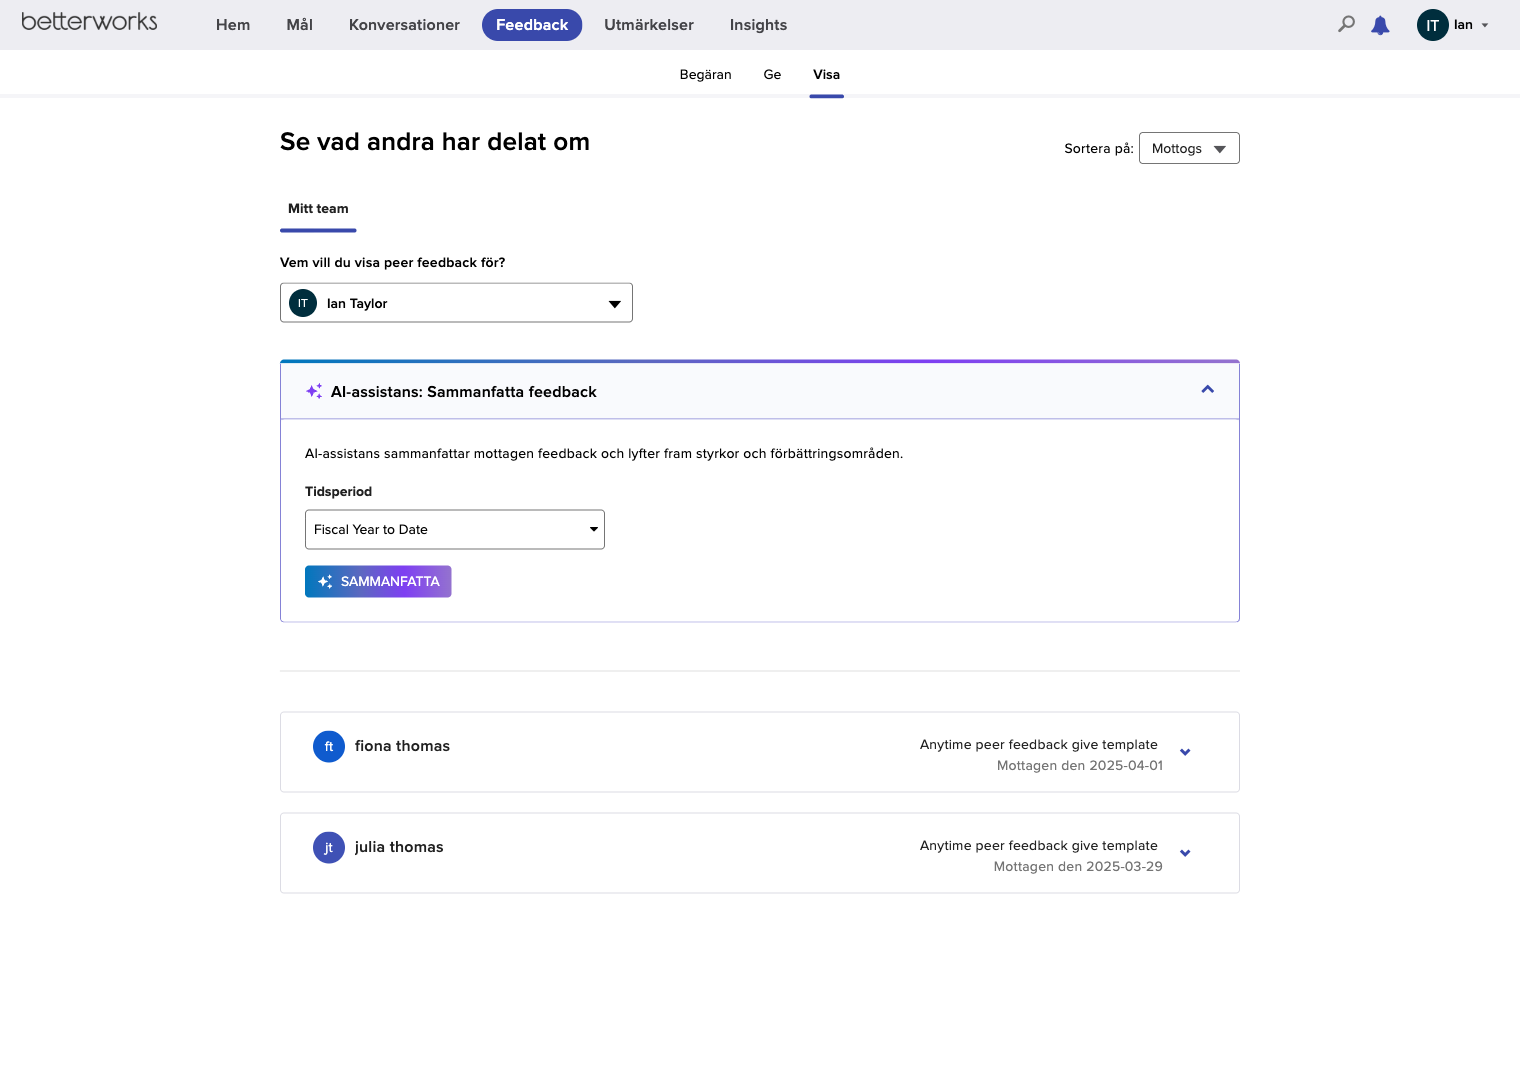 betterworks
Hem Mål Konversationer Feedback Utmärkelser Insights
IT Ian
Begäran Ge Visa
Se vad andra har delat om
Sortera på: Mottogs
Mitt team
Vem vill du visa peer feedback för?
IT Ian Taylor
AI-assistans: Sammanfatta feedback
AI-assistans sammanfattar mottagen feedback och lyfter fram styrkor och förbättringsområden.
Tidsperiod
Fiscal Year to Date
SAMMANFATTA
ft fiona thomas
Anytime peer feedback give template
Mottagen den 2025-04-01
jt julia thomas
Anytime peer feedback give template
Mottagen den 2025-03-29